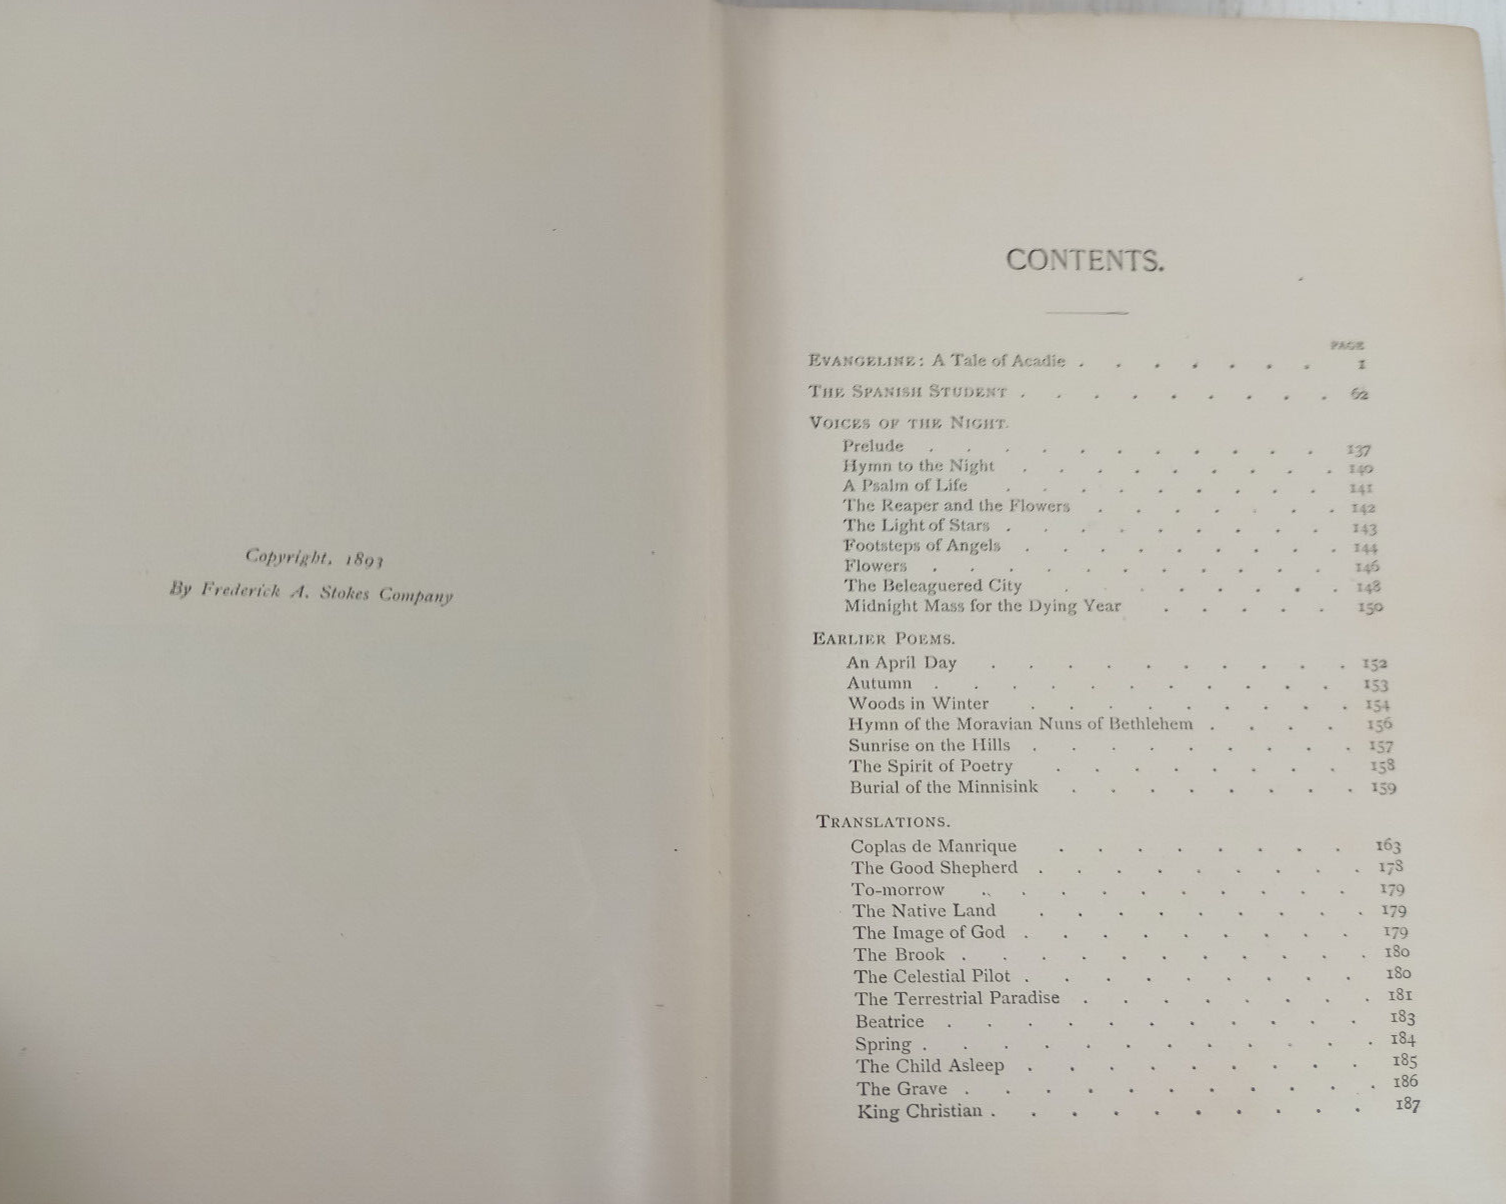 Copyright, 1893
By Frederick A. Stokes Company
CONTENTS.
PAGE
EVANGELINE: A Tale of Acadie . . . . . . . 1
THE SPANISH STUDENT . . . . . . . . . 62
VOICES OF THE NIGHT.
Prelude . . . . . . . . . . . 137
Hymn to the Night . . . . . . . . . 140
A Psalm of Life . . . . . . . . . 141
The Reaper and the Flowers . . . . . . . 142
The Light of Stars . . . . . . . . . 143
Footsteps of Angels . . . . . . . . . 144
Flowers . . . . . . . . . . . 146
The Beleaguered City . . . . . . . . 148
Midnight Mass for the Dying Year . . . . . 150
EARLIER POEMS.
An April Day . . . . . . . . . . 152
Autumn . . . . . . . . . . . 153
Woods in Winter . . . . . . . . . 154
Hymn of the Moravian Nuns of Bethlehem . . . . 156
Sunrise on the Hills . . . . . . . . . 157
The Spirit of Poetry . . . . . . . . 158
Burial of the Minnisink . . . . . . . . 159
TRANSLATIONS.
Coplas de Manrique . . . . . . . . 163
The Good Shepherd . . . . . . . . . 178
To-morrow . . . . . . . . . . 179
The Native Land . . . . . . . . . 179
The Image of God . . . . . . . . . 179
The Brook . . . . . . . . . . . 180
The Celestial Pilot . . . . . . . . . 180
The Terrestrial Paradise . . . . . . . . 181
Beatrice . . . . . . . . . . . 183
Spring . . . . . . . . . . . . 184
The Child Asleep . . . . . . . . . 185
The Grave . . . . . . . . . . . 186
King Christian . . . . . . . . . . 187